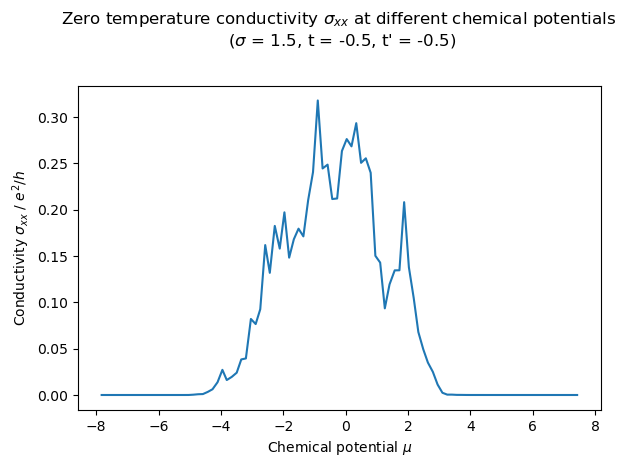 Zero temperature conductivity σxx at different chemical potentials
(σ = 1.5, t = -0.5, t' = -0.5)
Conductivity σxx / e²/h
0.30
0.25
0.20
0.15
0.10
0.05
0.00
−8 −6 −4 −2 0 2 4 6 8
Chemical potential μ